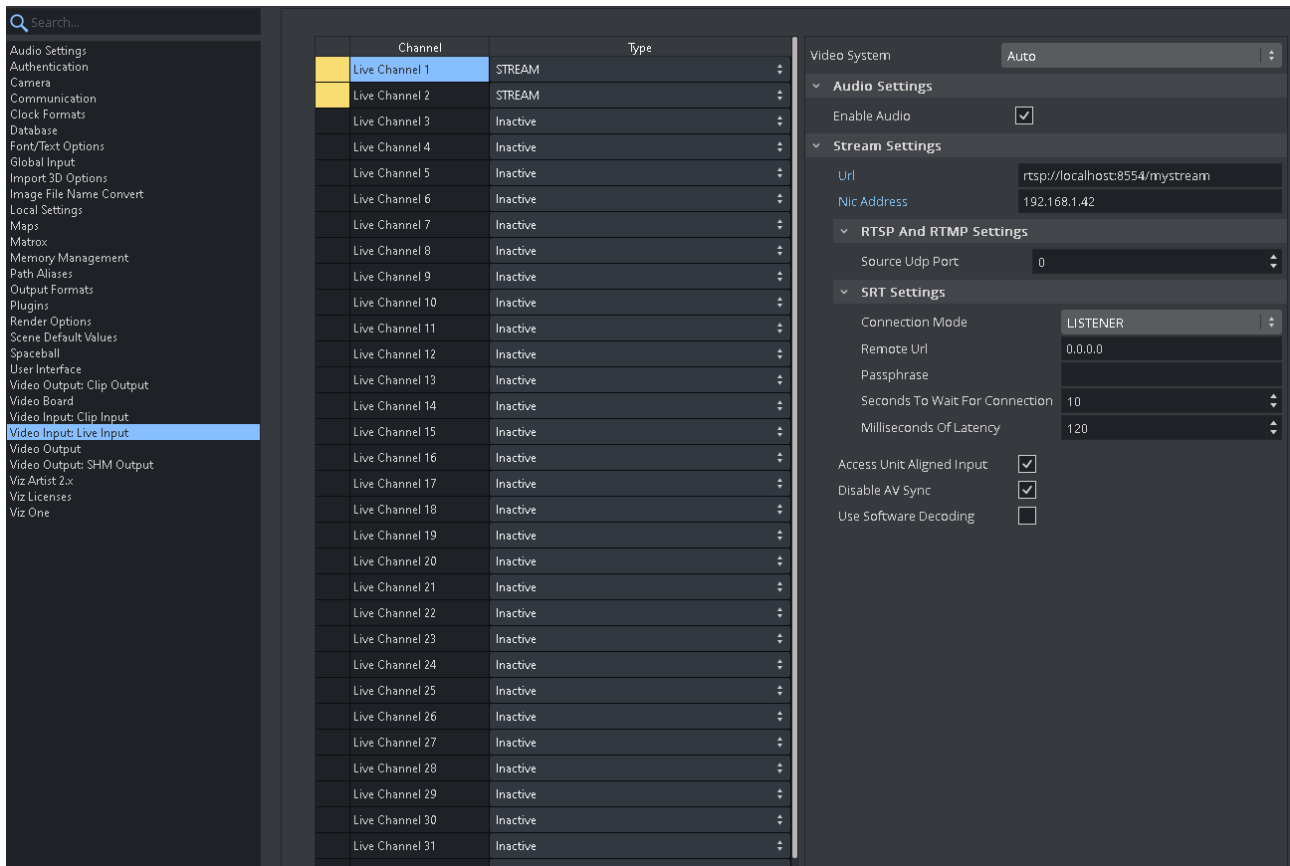 Search...
Audio Settings
Authentication
Camera
Communication
Clock Formats
Database
Font/Text Options
Global Input
Import 3D Options
Image File Name Convert
Local Settings
Maps
Matrox
Memory Management
Path Aliases
Output Formats
Plugins
Render Options
Scene Default Values
Spaceball
User Interface
Video Output: Clip Output
Video Board
Video Input: Clip Input
Video Input: Live Input
Video Output
Video Output: SHM Output
Viz Artist 2.x
Viz Licenses
Viz One
Channel Type
Live Channel 1 STREAM
Live Channel 2 STREAM
Live Channel 3 Inactive
Live Channel 4 Inactive
Live Channel 5 Inactive
Live Channel 6 Inactive
Live Channel 7 Inactive
Live Channel 8 Inactive
Live Channel 9 Inactive
Live Channel 10 Inactive
Live Channel 11 Inactive
Live Channel 12 Inactive
Live Channel 13 Inactive
Live Channel 14 Inactive
Live Channel 15 Inactive
Live Channel 16 Inactive
Live Channel 17 Inactive
Live Channel 18 Inactive
Live Channel 19 Inactive
Live Channel 20 Inactive
Live Channel 21 Inactive
Live Channel 22 Inactive
Live Channel 23 Inactive
Live Channel 24 Inactive
Live Channel 25 Inactive
Live Channel 26 Inactive
Live Channel 27 Inactive
Live Channel 28 Inactive
Live Channel 29 Inactive
Live Channel 30 Inactive
Live Channel 31 Inactive
Video System Auto
Audio Settings
Enable Audio
Stream Settings
Url rtsp://localhost:8554/mystream
Nic Address 192.168.1.42
RTSP And RTMP Settings
Source Udp Port 0
SRT Settings
Connection Mode LISTENER
Remote Url 0.0.0.0
Passphrase
Seconds To Wait For Connection 10
Milliseconds Of Latency 120
Access Unit Aligned Input
Disable AV Sync
Use Software Decoding